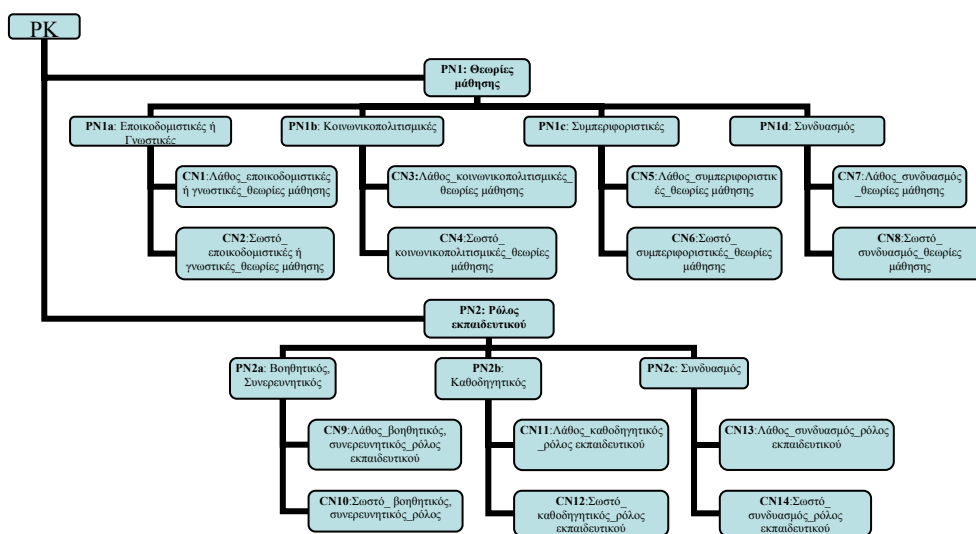 PK
PN1: Θεωρίες
μάθησης
PN1a: Εποικοδομιστικές ή
Γνωστικές
PN1b: Κοινωνικοπολιτισμικές
PN1c: Συμπεριφοριστικές
PN1d: Συνδυασμός
CN1:Λάθος_εποικοδομιστικές
ή γνωστικές_θεωρίες μάθησης
CN3:Λάθος_κοινωνικοπολιτισμικές_
θεωρίες μάθησης
CN5:Λάθος_συμπεριφοριστικ
ές_θεωρίες μάθησης
CN7:Λάθος_συνδυασμός
_θεωρίες μάθησης
CN2:Σωστό_
εποικοδομιστικές ή
γνωστικές_θεωρίες μάθησης
CN4:Σωστό_
κοινωνικοπολιτισμικές_θεωρίες
μάθησης
CN6:Σωστό_
συμπεριφοριστικές_θεωρίες
μάθησης
CN8:Σωστό_
συνδυασμός_θεωρίες
μάθησης
PN2: Ρόλος
εκπαιδευτικού
PN2a: Βοηθητικός,
Συνερευνητικός
PN2b:
Καθοδηγητικός
PN2c: Συνδυασμός
CN9:Λάθος_βοηθητικός,
συνερευνητικός_ρόλος
εκπαιδευτικού
CN11:Λάθος_καθοδηγητικός
_ρόλος εκπαιδευτικού
CN13:Λάθος_συνδυασμός_ρόλος
εκπαιδευτικού
CN10:Σωστό_βοηθητικός,
συνερευνητικός_ρόλος
CN12:Σωστό_
καθοδηγητικός_ρόλος
εκπαιδευτικού
CN14:Σωστό_
συνδυασμός_ρόλος
εκπαιδευτικού